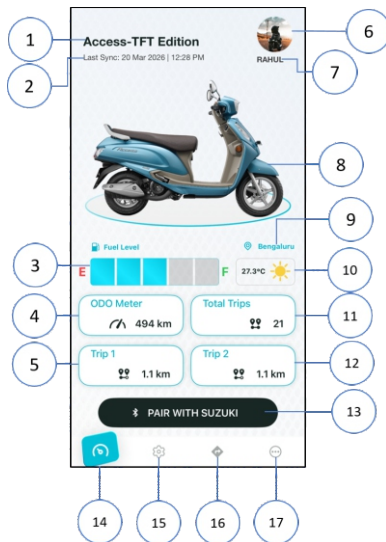 1
Access-TFT Edition
6
2
Last Sync: 20 Mar 2026 | 12:28 PM
RAHUL
7
8
9
Fuel Level
Bengaluru
3
E
F
27.3°C
10
4
ODO Meter
494 km
Total Trips
21
11
5
Trip 1
1.1 km
Trip 2
1.1 km
12
PAIR WITH SUZUKI
13
14
15
16
17